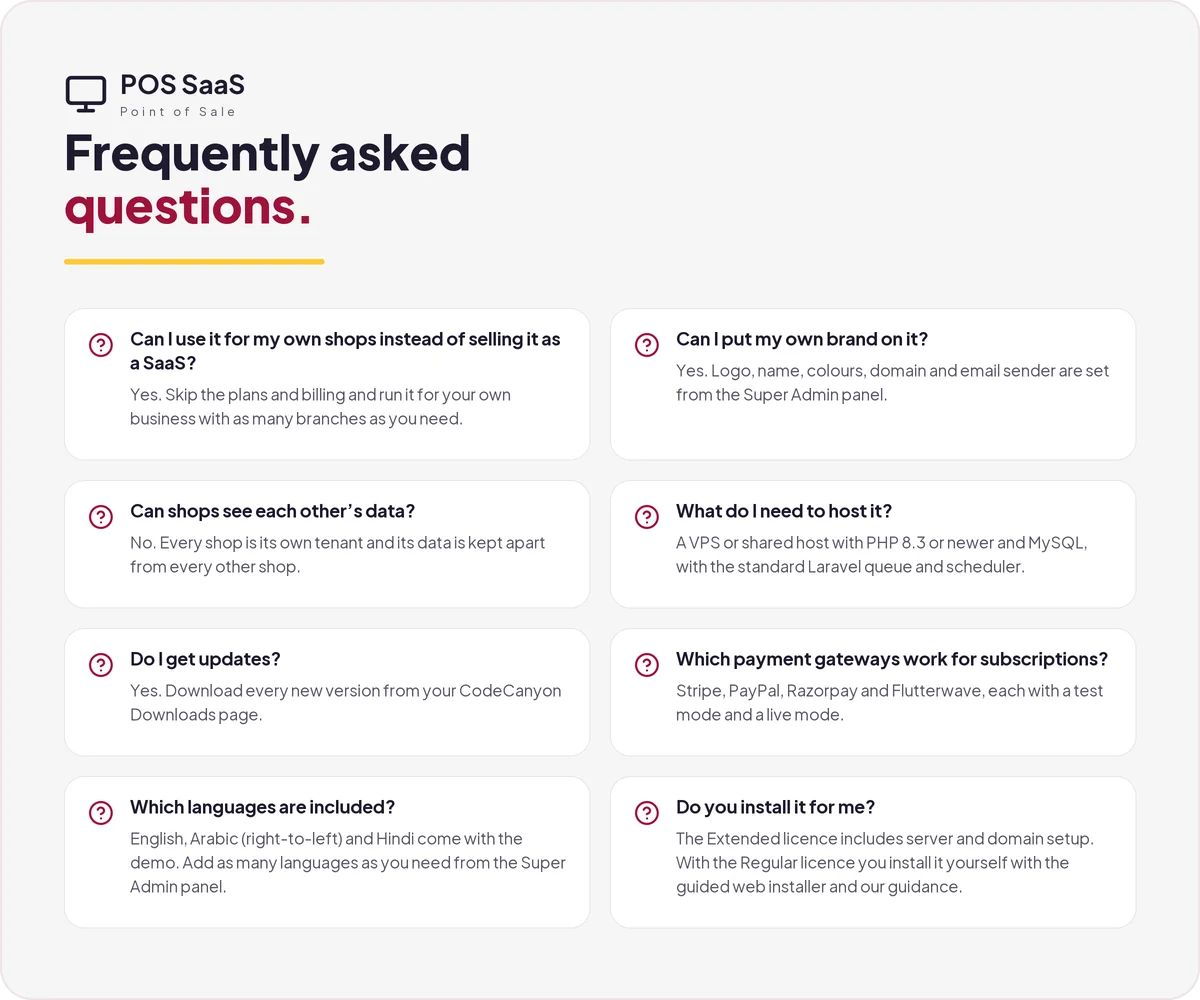 POS SaaS
Point of Sale
Frequently asked
questions.
Can I use it for my own shops instead of selling it as
a SaaS?
Yes. Skip the plans and billing and run it for your own
business with as many branches as you need.
Can I put my own brand on it?
Yes. Logo, name, colours, domain and email sender are set
from the Super Admin panel.
Can shops see each other’s data?
No. Every shop is its own tenant and its data is kept apart
from every other shop.
What do I need to host it?
A VPS or shared host with PHP 8.3 or newer and MySQL,
with the standard Laravel queue and scheduler.
Do I get updates?
Yes. Download every new version from your CodeCanyon
Downloads page.
Which payment gateways work for subscriptions?
Stripe, PayPal, Razorpay and Flutterwave, each with a test
mode and a live mode.
Which languages are included?
English, Arabic (right-to-left) and Hindi come with the
demo. Add as many languages as you need from the Super
Admin panel.
Do you install it for me?
The Extended licence includes server and domain setup.
With the Regular licence you install it yourself with the
guided web installer and our guidance.